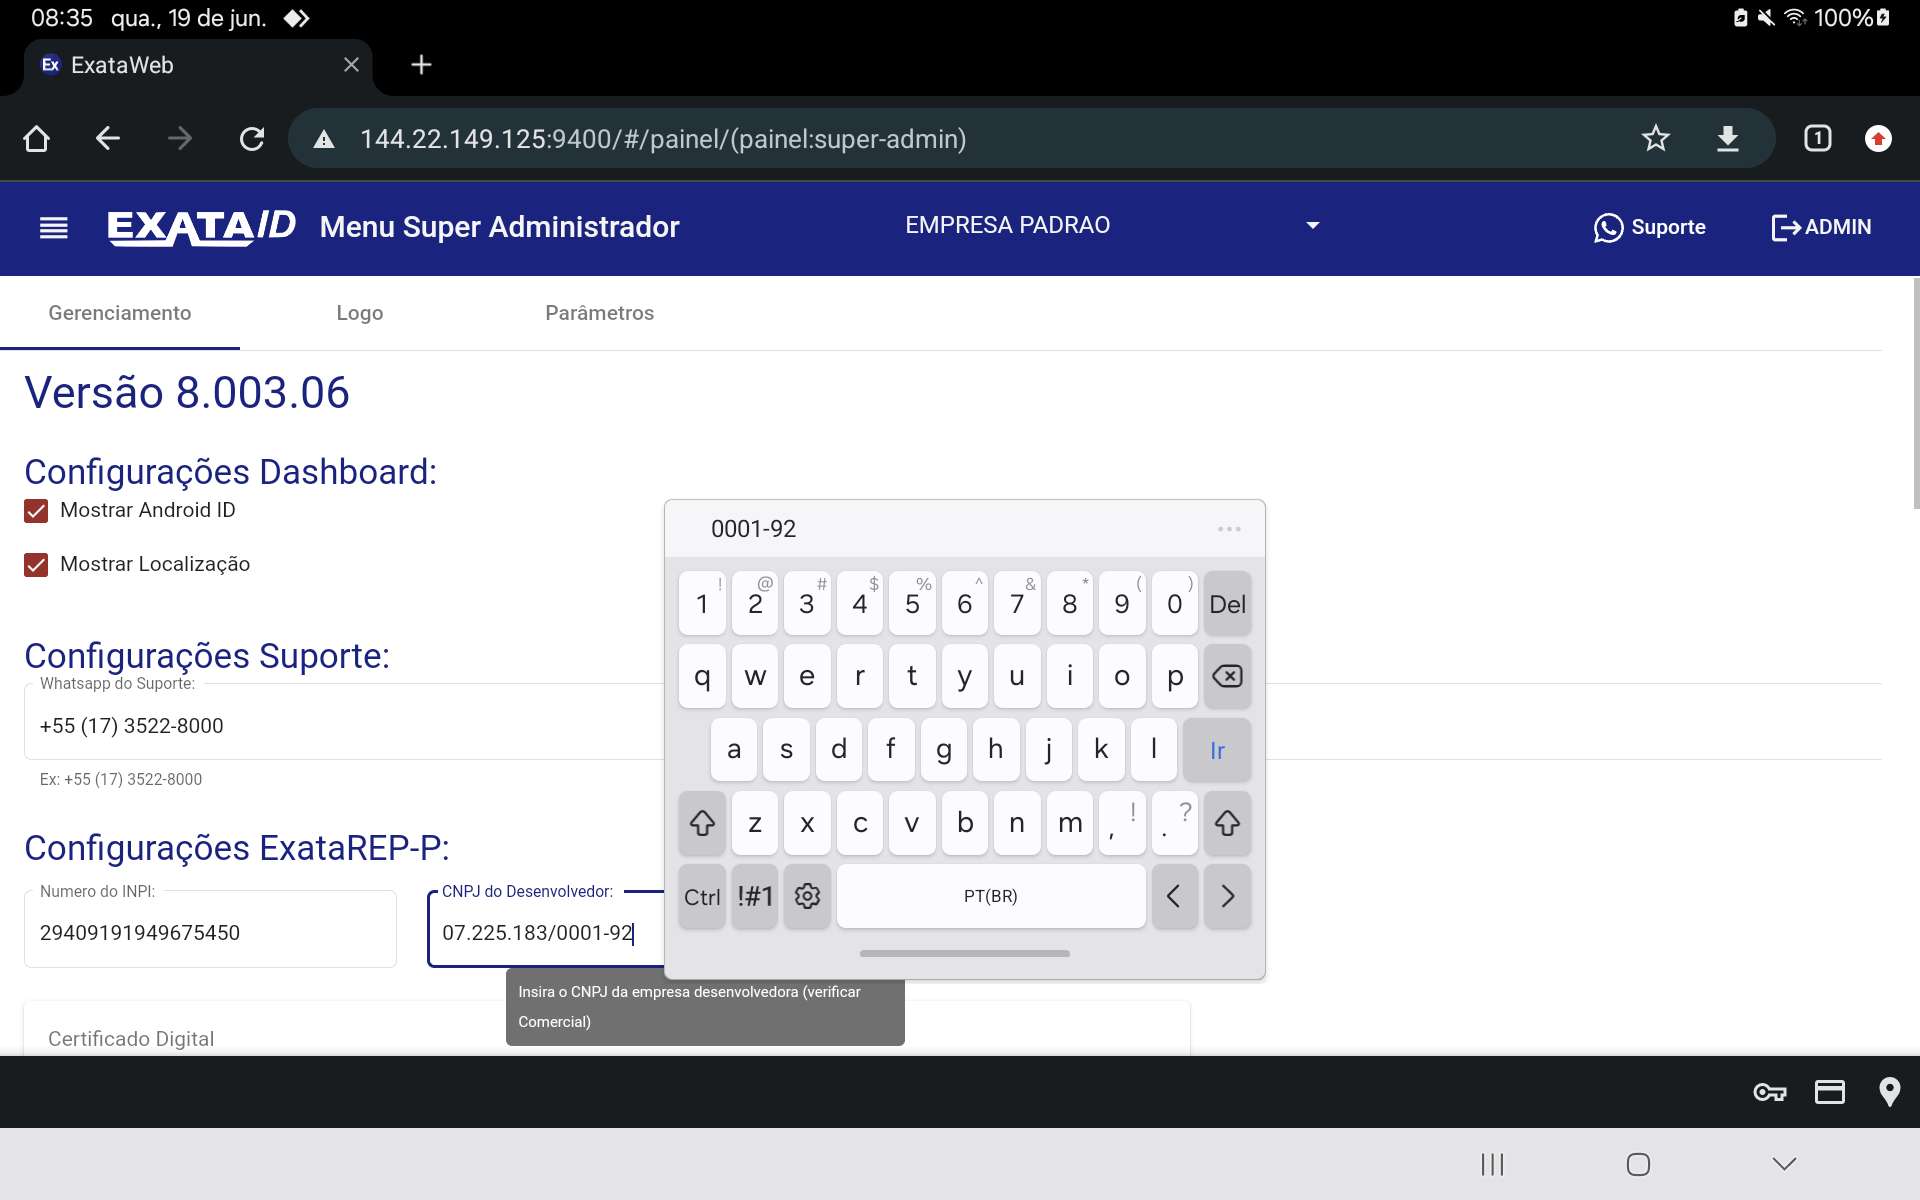 08:35 qua., 19 de jun. 100%
Ex ExataWeb
144.22.149.125:9400/#/painel/(painel:super-admin) 1
EXATA ID Menu Super Administrador EMPRESA PADRAO Suporte ADMIN
Gerenciamento Logo Parâmetros
Versão 8.003.06
Configurações Dashboard:
Mostrar Android ID
Mostrar Localização
Configurações Suporte:
Whatsapp do Suporte:
+55 (17) 3522-8000
Ex: +55 (17) 3522-8000
Configurações ExataREP-P:
Numero do INPI:
29409191949675450
CNPJ do Desenvolvedor:
07.225.183/0001-92
Insira o CNPJ da empresa desenvolvedora (verificar
Comercial)
Certificado Digital
0001-92 ...
! @ # $ % ^ & * ( )
1 2 3 4 5 6 7 8 9 0 Del
q w e r t y u i o p
a s d f g h j k l Ir
z x c v b n m , ! . ?
Ctrl !#1 PT(BR) < >